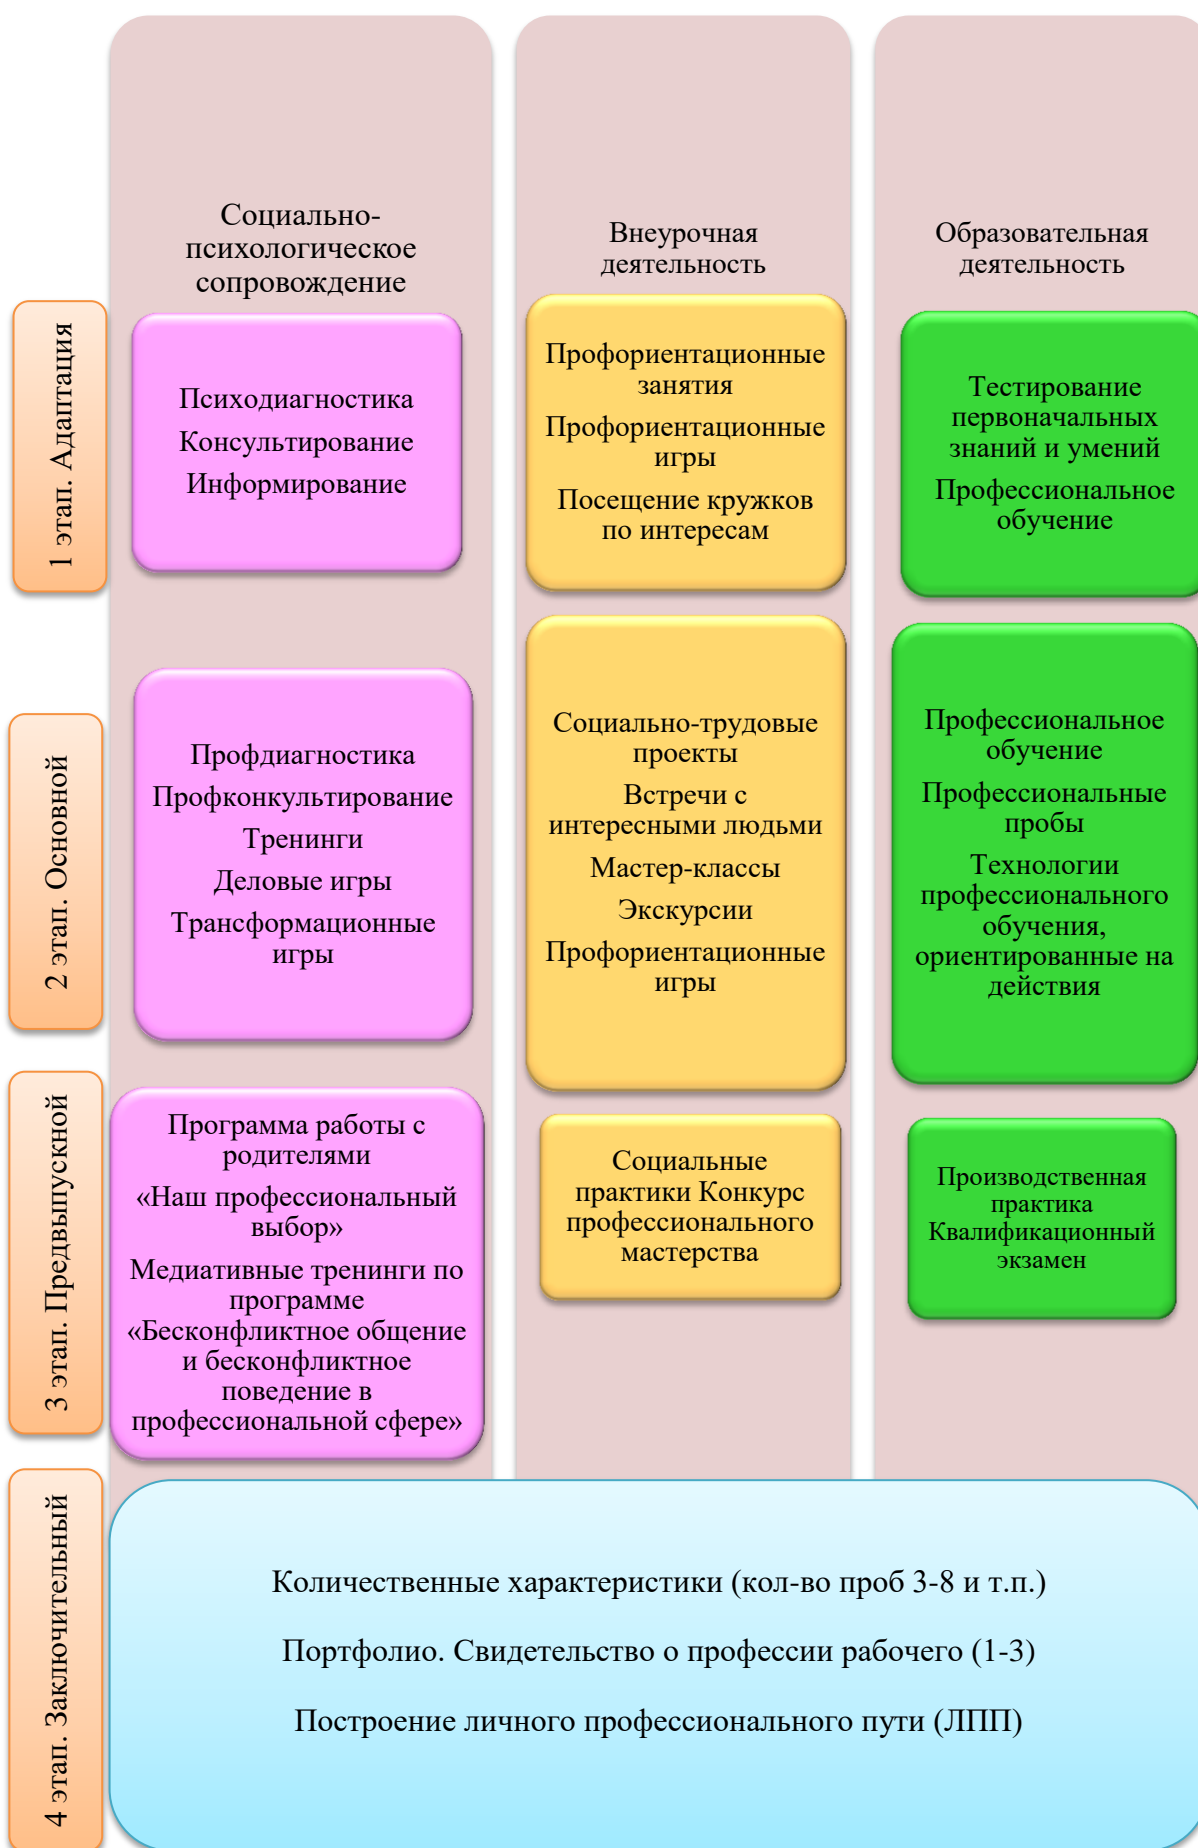 Социально-
психологическое
сопровождение
Внеурочная
деятельность
Образовательная
деятельность
1 этап. Адаптация
Психодиагностика
Консультирование
Информирование
Профориентационные
занятия
Профориентационные
игры
Посещение кружков
по интересам
Тестирование
первоначальных
знаний и умений
Профессиональное
обучение
2 этап. Основной
Профдиагностика
Профконкультирование
Тренинги
Деловые игры
Трансформационные
игры
Социально-трудовые
проекты
Встречи с
интересными людьми
Мастер-классы
Экскурсии
Профориентационные
игры
Профессиональное
обучение
Профессиональные
пробы
Технологии
профессионального
обучения,
ориентированные на
действия
3 этап. Предвыпускной
Программа работы с
родителями
«Наш профессиональный
выбор»
Медиативные тренинги по
программе
«Бесконфликтное общение
и бесконфликтное
поведение в
профессиональной сфере»
Социальные
практики Конкурс
профессионального
мастерства
Производственная
практика
Квалификационный
экзамен
4 этап. Заключительный
Количественные характеристики (кол-во проб 3-8 и т.п.)
Портфолио. Свидетельство о профессии рабочего (1-3)
Построение личного профессионального пути (ЛПП)